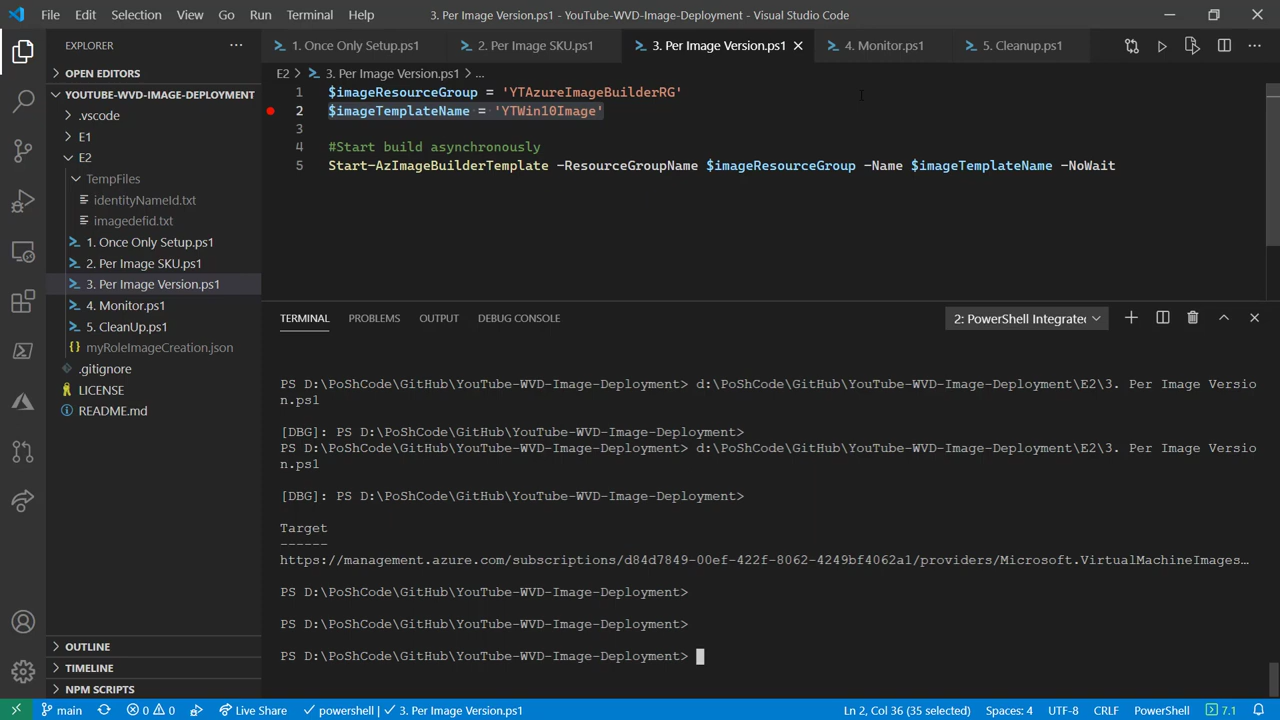 File Edit Selection View Go Run Terminal Help 3. Per Image Version.ps1 - YouTube-WVD-Image-Deployment - Visual Studio Code
EXPLORER
OPEN EDITORS
YOUTUBE-WVD-IMAGE-DEPLOYMENT
.vscode
E1
E2
TempFiles
identityNameId.txt
imagedefid.txt
1. Once Only Setup.ps1
2. Per Image SKU.ps1
3. Per Image Version.ps1
4. Monitor.ps1
5. CleanUp.ps1
myRoleImageCreation.json
.gitignore
LICENSE
README.md
OUTLINE
TIMELINE
NPM SCRIPTS
1. Once Only Setup.ps1 2. Per Image SKU.ps1 3. Per Image Version.ps1 4. Monitor.ps1 5. Cleanup.ps1
E2 > 3. Per Image Version.ps1 > ...
1 $imageResourceGroup = 'YTAzureImageBuilderRG'
2 $imageTemplateName = 'YTWin10Image'
3
4 #Start build asynchronously
5 Start-AzImageBuilderTemplate -ResourceGroupName $imageResourceGroup -Name $imageTemplateName -NoWait
TERMINAL PROBLEMS OUTPUT DEBUG CONSOLE 2: PowerShell Integrated
PS D:\PoShCode\GitHub\YouTube-WVD-Image-Deployment> d:\PoShCode\GitHub\YouTube-WVD-Image-Deployment\E2\3. Per Image Versio
n.ps1
[DBG]: PS D:\PoShCode\GitHub\YouTube-WVD-Image-Deployment>
PS D:\PoShCode\GitHub\YouTube-WVD-Image-Deployment> d:\PoShCode\GitHub\YouTube-WVD-Image-Deployment\E2\3. Per Image Versio
n.ps1
[DBG]: PS D:\PoShCode\GitHub\YouTube-WVD-Image-Deployment>
Target
------
https://management.azure.com/subscriptions/d84d7849-00ef-422f-8062-4249bf4062a1/providers/Microsoft.VirtualMachineImages…
PS D:\PoShCode\GitHub\YouTube-WVD-Image-Deployment>
PS D:\PoShCode\GitHub\YouTube-WVD-Image-Deployment>
PS D:\PoShCode\GitHub\YouTube-WVD-Image-Deployment>
main 0 0 Live Share powershell | 3. Per Image Version.ps1 Ln 2, Col 36 (35 selected) Spaces: 4 UTF-8 CRLF PowerShell 7.1